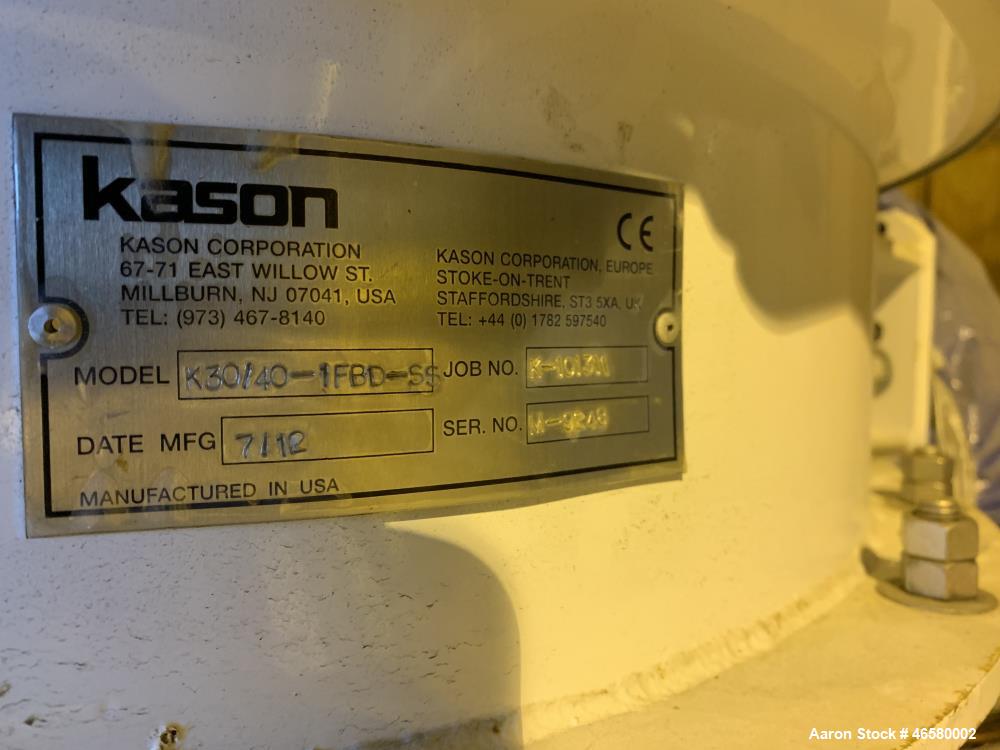 kason
KASON CORPORATION
67-71 EAST WILLOW ST.
MILLBURN, NJ 07041, USA
TEL: (973) 467-8140
CE
KASON CORPORATION, EUROPE
STOKE-ON-TRENT
STAFFORDSHIRE, ST3 5XA, UK
TEL: +44 (0) 1782 597540
MODEL K30/40-1FBD-SS
JOB NO.
DATE MFG 7/12
SER. NO.
MANUFACTURED IN USA
Aaron Stock # 46580002